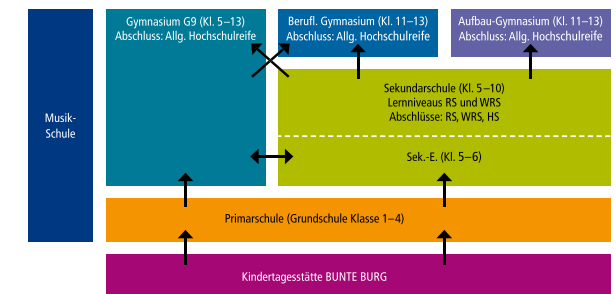 Gymnasium G9 (Kl. 5–13)
Abschluss: Allg. Hochschulreife
Berufl. Gymnasium (Kl. 11–13)
Abschluss: Allg. Hochschulreife
Aufbau-Gymnasium (Kl. 11–13)
Abschluss: Allg. Hochschulreife
Musik-
Schule
Sekundarschule (Kl. 5–10)
Lernniveaus RS und WRS
Abschlüsse: RS, WRS, HS
Sek.-E. (Kl. 5–6)
Primarschule (Grundschule Klasse 1–4)
Kindertagesstätte BUNTE BURG